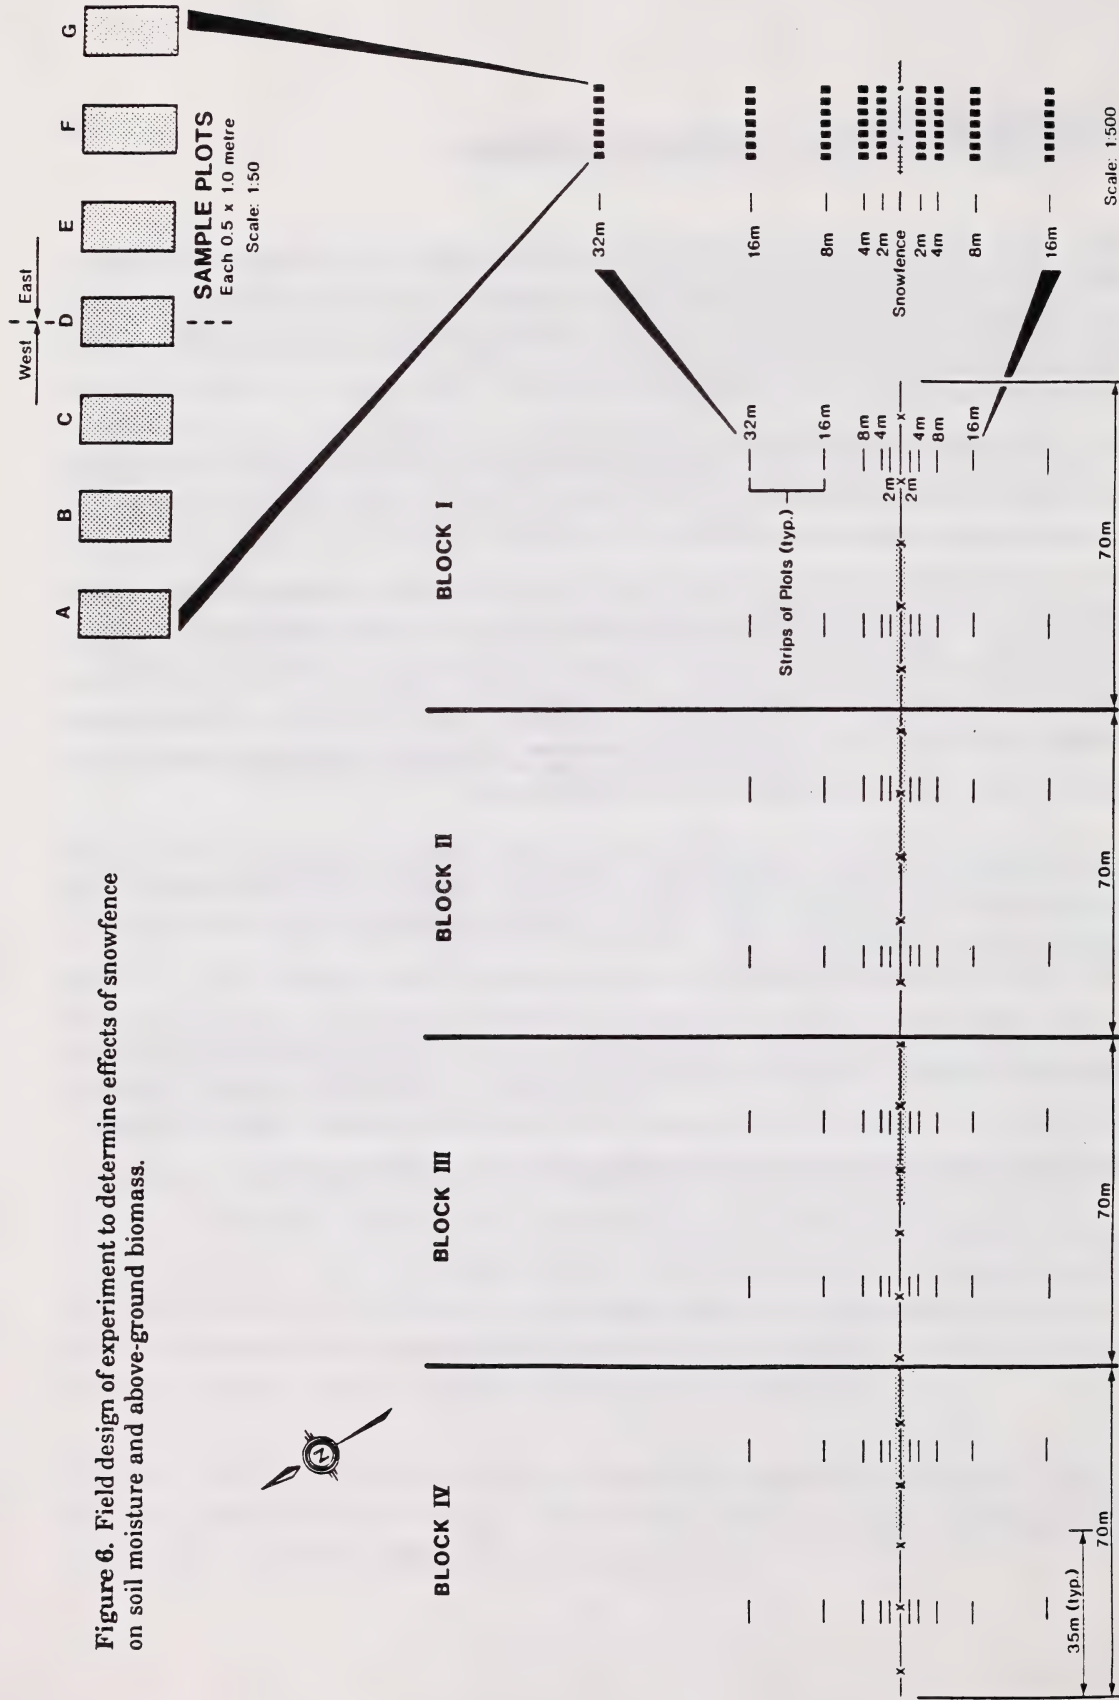 Figure 6. Field design of experiment to determine effects of snowfence
on soil moisture and above-ground biomass.
N
West
East
A
B
C
D
E
F
G
SAMPLE PLOTS
Each 0.5 x 1.0 metre
Scale: 1:50
BLOCK IV
BLOCK III
BLOCK II
BLOCK I
32m
16m
8m
4m
2m
Snowfence
2m
4m
8m
16m
Scale: 1:500
Strips of Plots (typ.)
32m
16m
8m
4m
2m
2m
4m
8m
16m
35m (typ.)
70m
70m
70m
70m